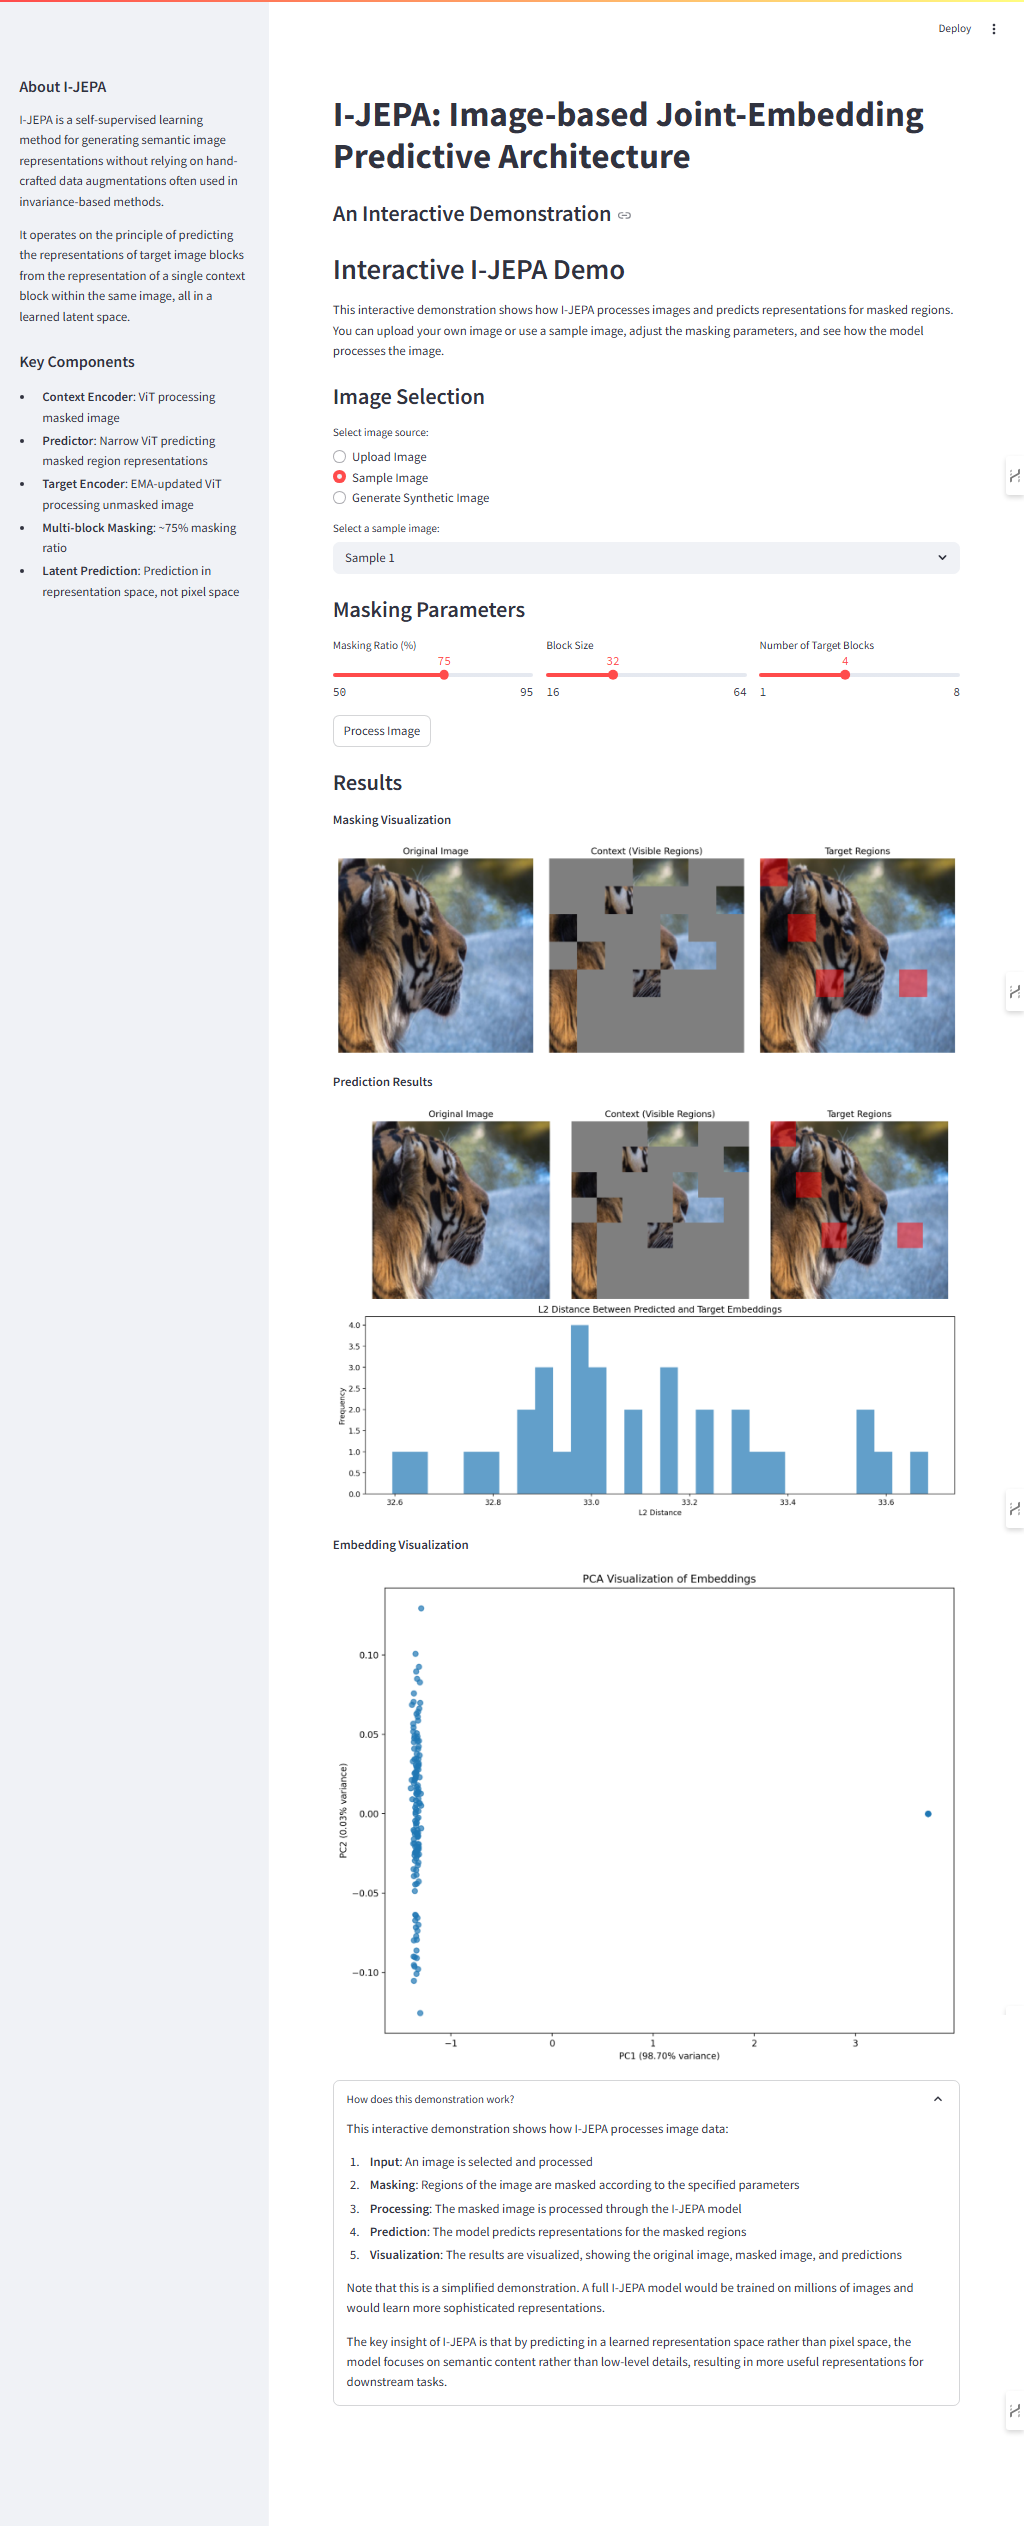 Deploy
About I-JEPA
I-JEPA is a self-supervised learning
method for generating semantic image
representations without relying on hand-
crafted data augmentations often used in
invariance-based methods.
It operates on the principle of predicting
the representations of target image blocks
from the representation of a single context
block within the same image, all in a
learned latent space.
Key Components
• Context Encoder: ViT processing
masked image
• Predictor: Narrow ViT predicting
masked region representations
• Target Encoder: EMA-updated ViT
processing unmasked image
• Multi-block Masking: ~75% masking
ratio
• Latent Prediction: Prediction in
representation space, not pixel space
I-JEPA: Image-based Joint-Embedding
Predictive Architecture
An Interactive Demonstration
Interactive I-JEPA Demo
This interactive demonstration shows how I-JEPA processes images and predicts representations for masked regions.
You can upload your own image or use a sample image, adjust the masking parameters, and see how the model
processes the image.
Image Selection
Select image source:
Upload Image
Sample Image
Generate Synthetic Image
Select a sample image:
Sample 1
Masking Parameters
Masking Ratio (%) Block Size Number of Target Blocks
75 32 4
50 95 16 64 1 8
Process Image
Results
Masking Visualization
Original Image Context (Visible Regions) Target Regions
Prediction Results
Original Image Context (Visible Regions) Target Regions
L2 Distance Between Predicted and Target Embeddings
4.0
3.5
3.0
2.5
2.0
1.5
1.0
0.5
0.0
Frequency
32.6 32.8 33.0 33.2 33.4 33.6
L2 Distance
Embedding Visualization
PCA Visualization of Embeddings
0.10
0.05
0.00
−0.05
−0.10
PC2 (0.03% variance)
−1 0 1 2 3
PC1 (98.70% variance)
How does this demonstration work?
This interactive demonstration shows how I-JEPA processes image data:
1. Input: An image is selected and processed
2. Masking: Regions of the image are masked according to the specified parameters
3. Processing: The masked image is processed through the I-JEPA model
4. Prediction: The model predicts representations for the masked regions
5. Visualization: The results are visualized, showing the original image, masked image, and predictions
Note that this is a simplified demonstration. A full I-JEPA model would be trained on millions of images and
would learn more sophisticated representations.
The key insight of I-JEPA is that by predicting in a learned representation space rather than pixel space, the
model focuses on semantic content rather than low-level details, resulting in more useful representations for
downstream tasks.